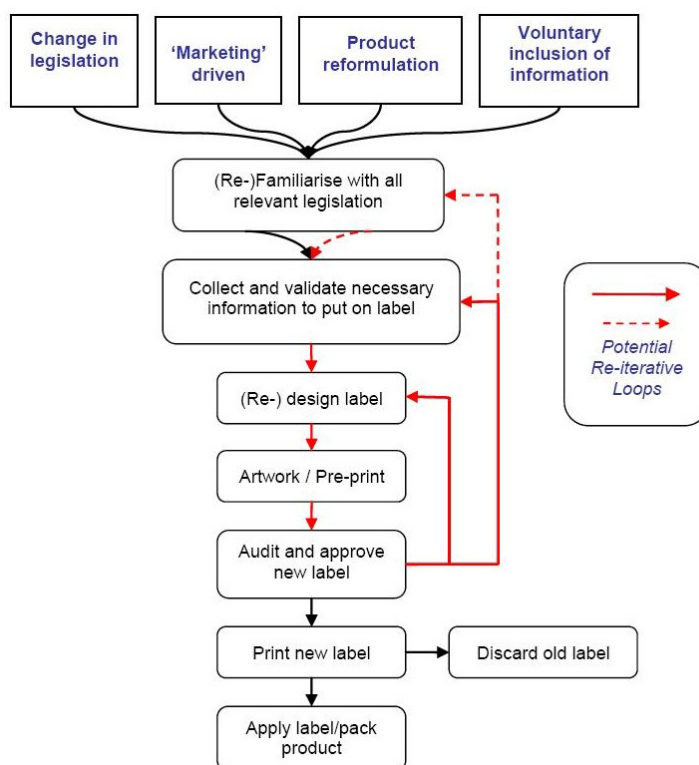 Change in
legislation
‘Marketing’
driven
Product
reformulation
Voluntary
inclusion of
information
(Re-)Familiarise with all
relevant legislation
Collect and validate necessary
information to put on label
(Re-) design label
Artwork / Pre-print
Audit and approve
new label
Print new label
Discard old label
Apply label/pack
product
Potential
Re-iterative
Loops